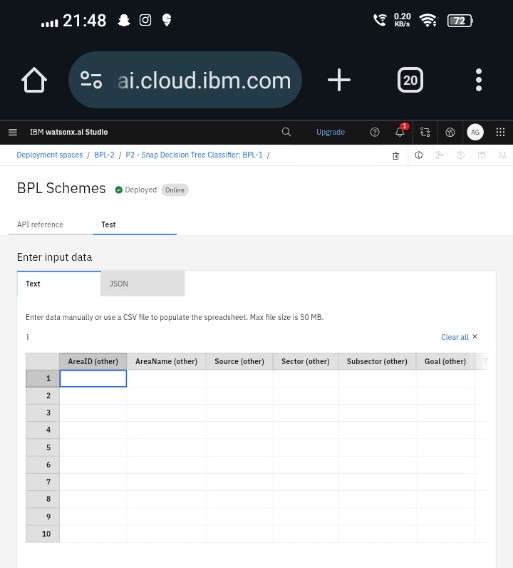 21:48
0.20
KB/s
72
ai.cloud.ibm.com
20
IBM watsonx.ai Studio
Upgrade
1
AG
Deployment spaces / BPL-2 / P2 - Snap Decision Tree Classifier: BPL-1 /
BPL Schemes Deployed Online
API reference
Test
Enter input data
Text
JSON
Enter data manually or use a CSV file to populate the spreadsheet. Max file size is 50 MB.
Clear all ×
AreaID (other) AreaName (other) Source (other) Sector (other) Subsector (other) Goal (other)
1
2
3
4
5
6
7
8
9
10